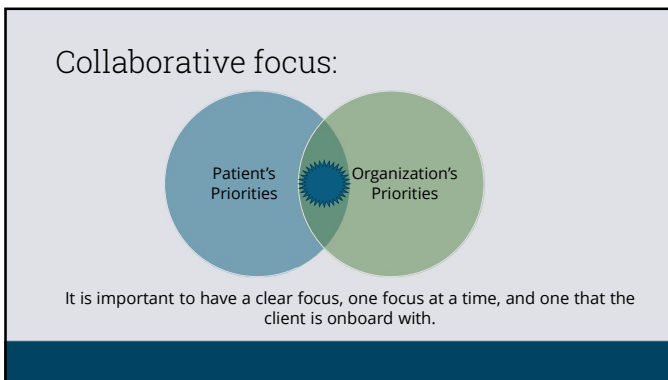 Collaborative focus:
Patient's
Priorities
Organization's
Priorities
It is important to have a clear focus, one focus at a time, and one that the
client is onboard with.